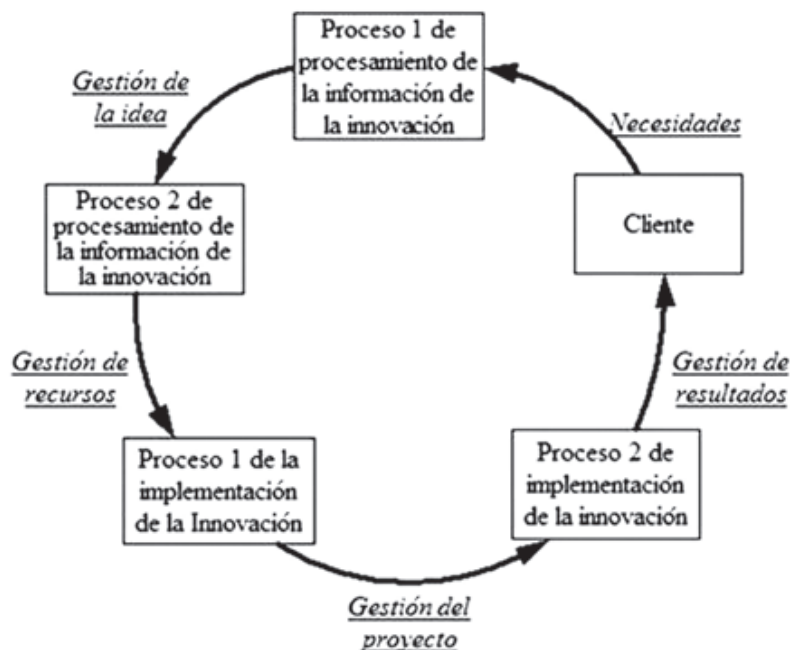 Proceso 1 de
procesamiento de
la información de
la innovación
Gestión de
la idea
Necesidades
Proceso 2 de
procesamiento de
la información de
la innovación
Cliente
Gestión de
recursos
Gestión de
resultados
Proceso 1 de la
implementación
de la Innovación
Proceso 2 de
implementación
de la innovación
Gestión del
proyecto